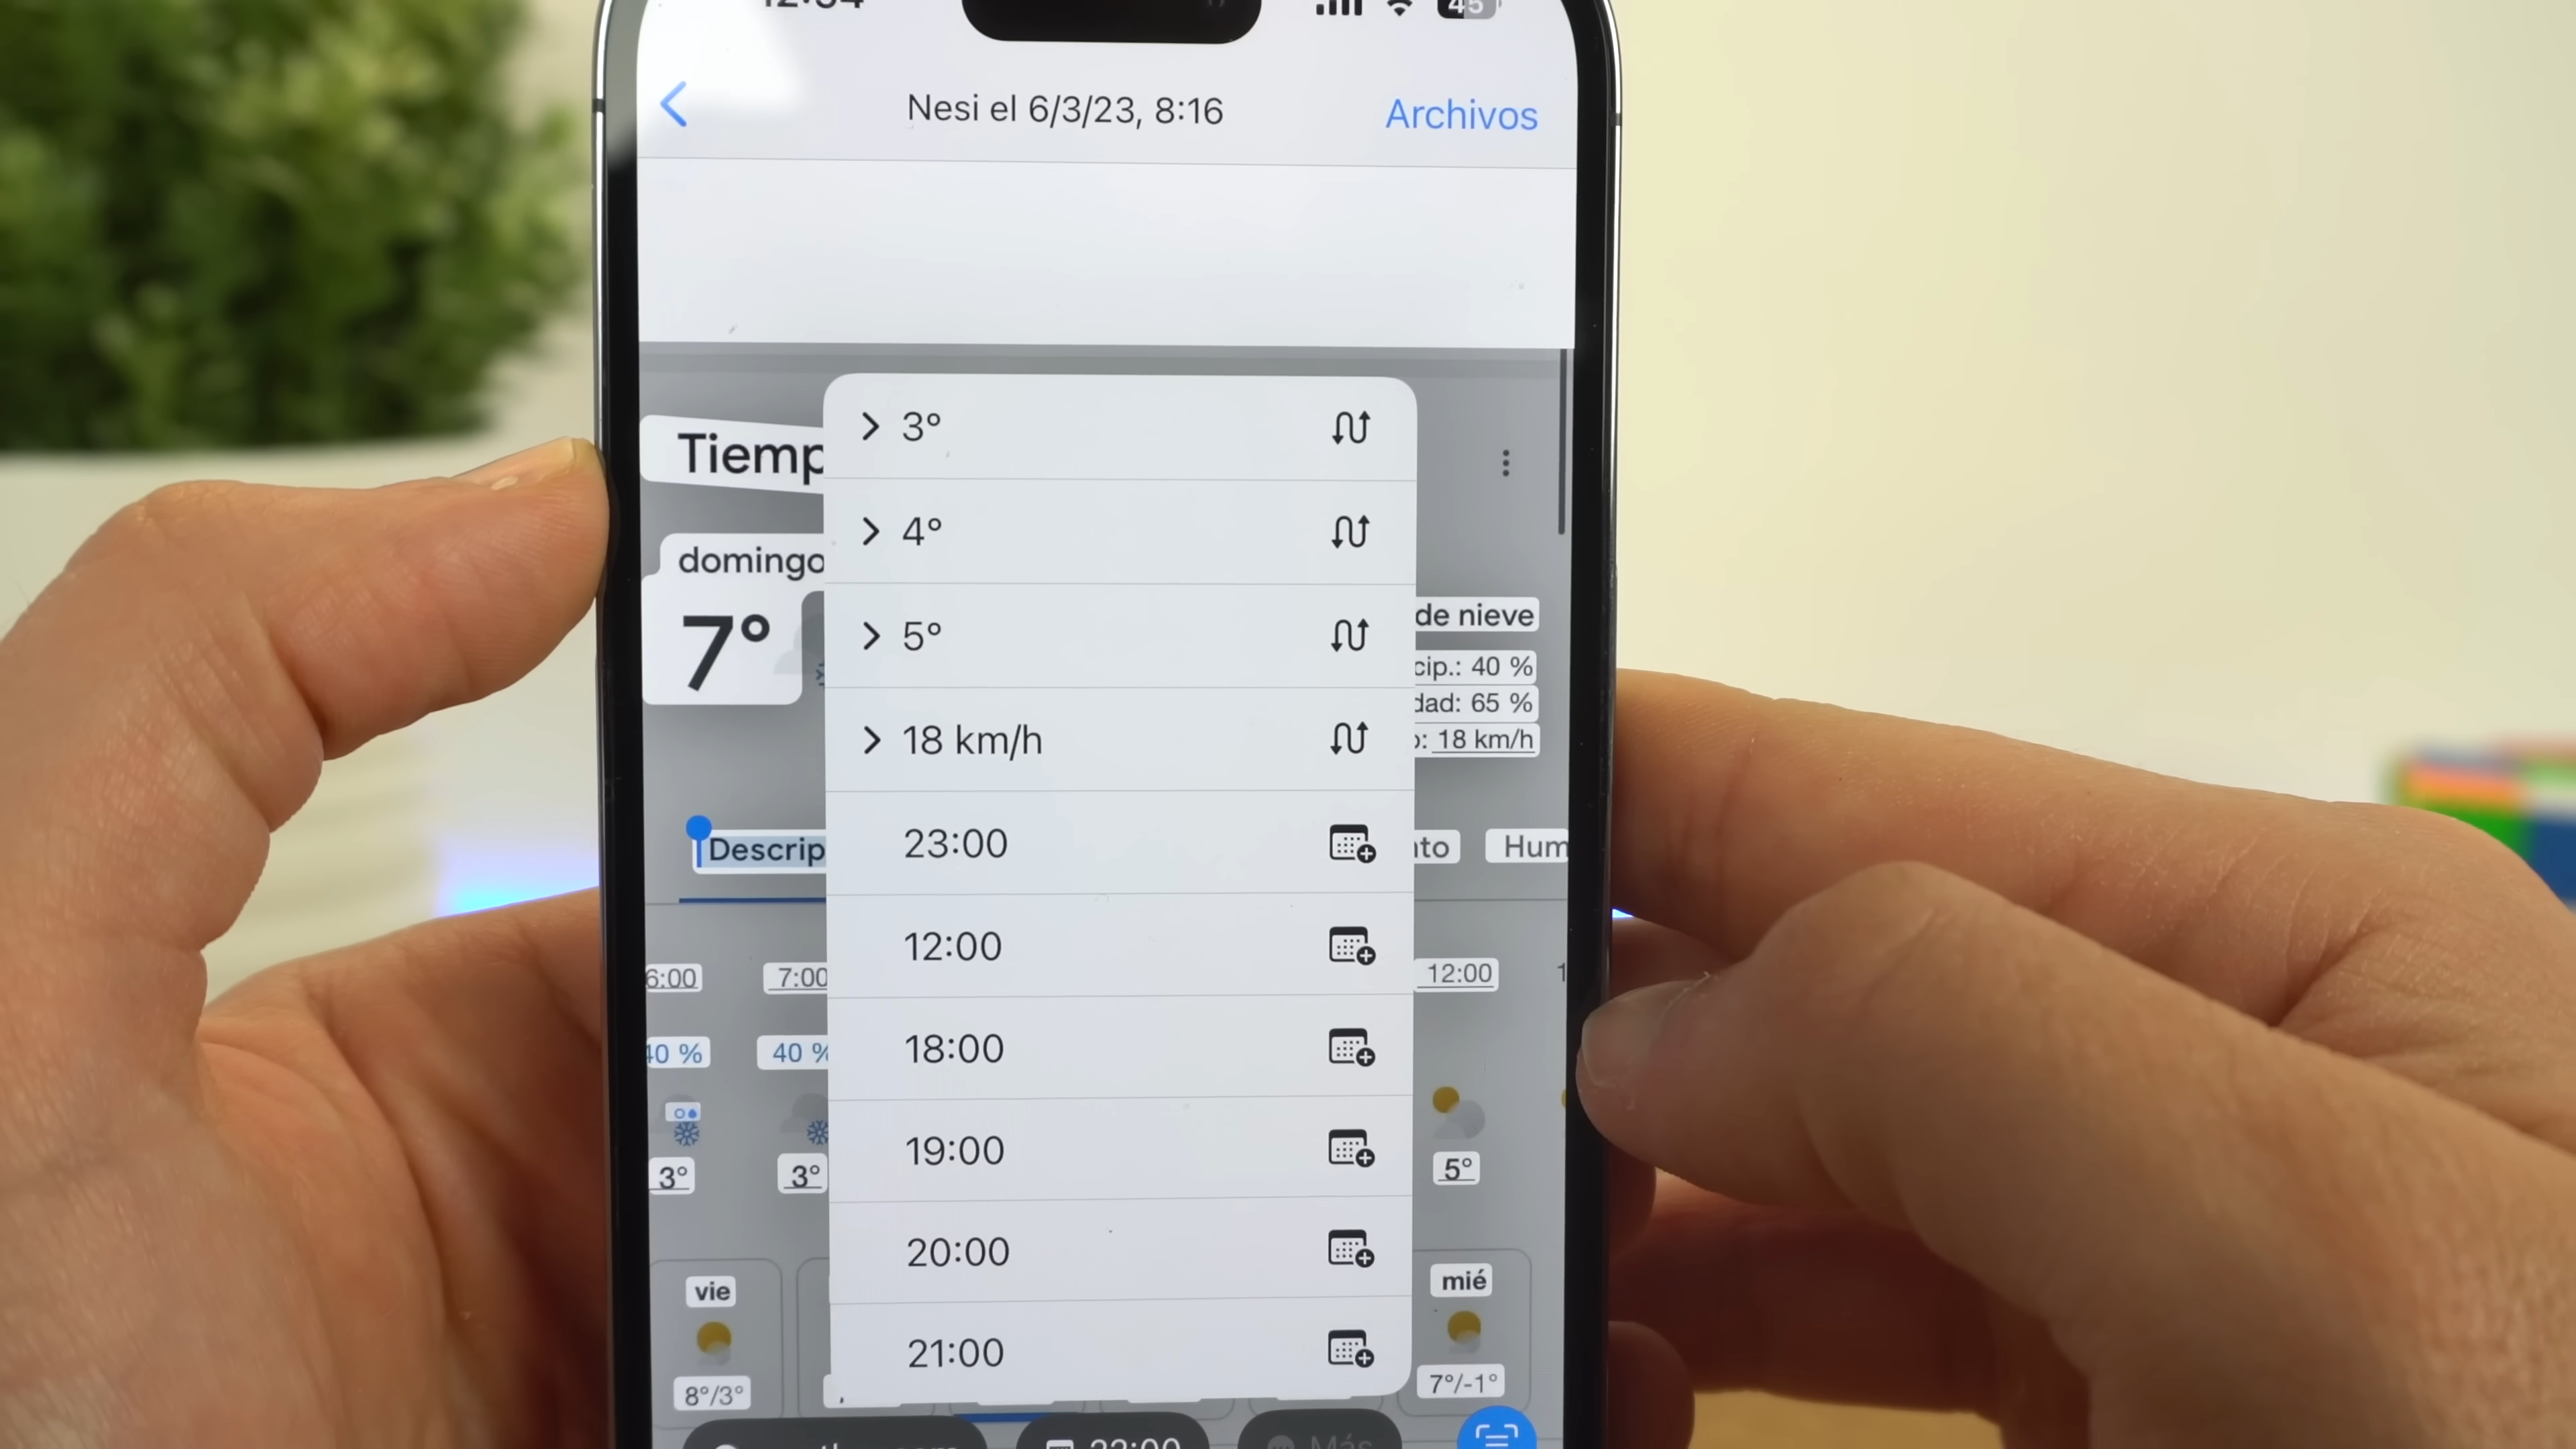 45
Nesi el 6/3/23, 8:16
Archivos
Tiemp
domingo
7°
de nieve
cip.: 40 %
dad: 65 %
o: 18 km/h
3°
4°
5°
18 km/h
23:00
12:00
18:00
19:00
20:00
21:00
Descrip
nto
Hum
6:00
7:00
12:00
40 %
40 %
3°
3°
5°
vie
8°/3°
mié
7°/-1°
Más